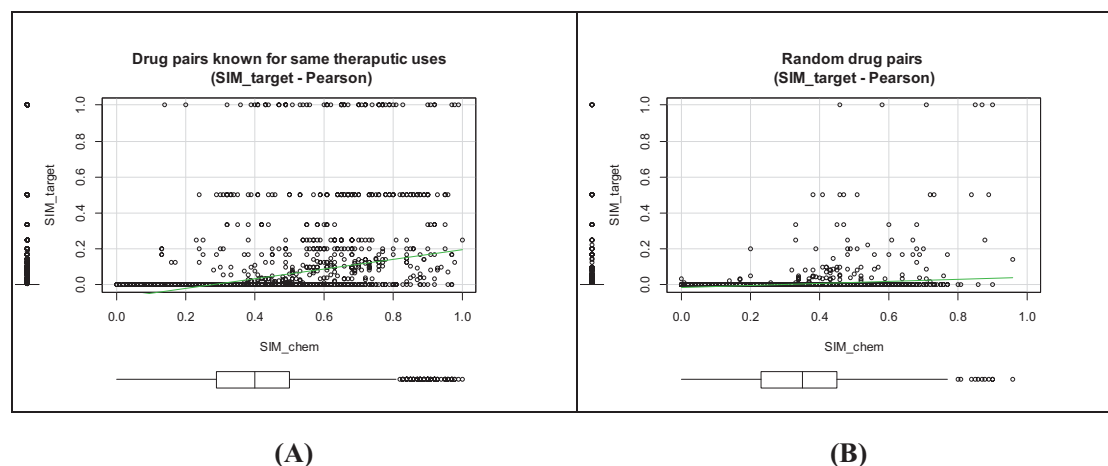 Drug pairs known for same theraputic uses
(SIM_target - Pearson)
1.0
0.8
0.6
0.4
0.2
0.0
SIM_target
0.0 0.2 0.4 0.6 0.8 1.0
SIM_chem
(A)
Random drug pairs
(SIM_target - Pearson)
1.0
0.8
0.6
0.4
0.2
0.0
SIM_target
0.0 0.2 0.4 0.6 0.8 1.0
SIM_chem
(B)